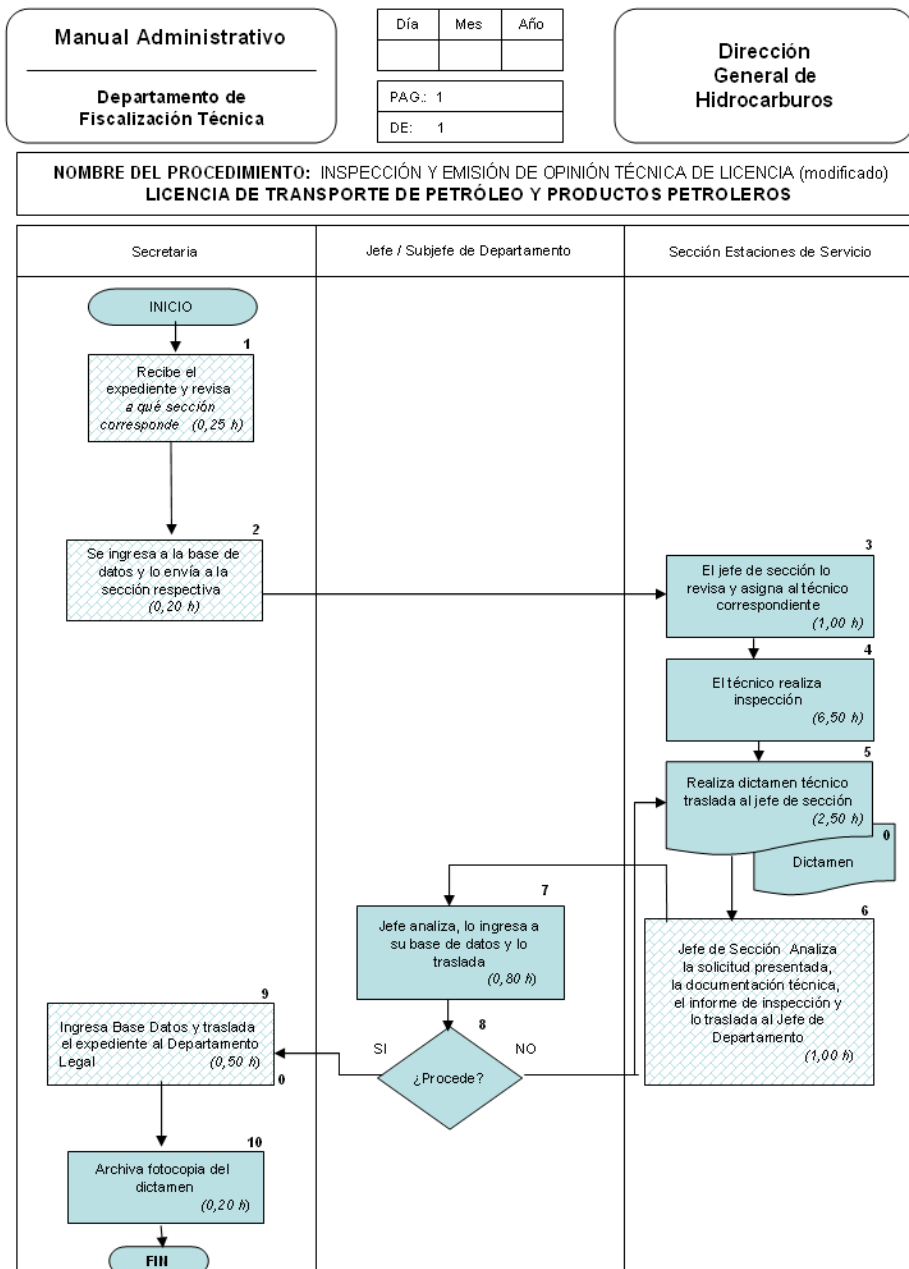 Manual Administrativo
Departamento de
Fiscalización Técnica
Día Mes Año
PAG.: 1
DE: 1
Dirección
General de
Hidrocarburos
NOMBRE DEL PROCEDIMIENTO: INSPECCIÓN Y EMISIÓN DE OPINIÓN TÉCNICA DE LICENCIA (modificado)
LICENCIA DE TRANSPORTE DE PETRÓLEO Y PRODUCTOS PETROLEROS
Secretaria
Jefe / Subjefe de Departamento
Sección Estaciones de Servicio
INICIO
1
Recibe el
expediente y revisa
a qué sección
corresponde (0,25 h)
2
Se ingresa a la base de
datos y lo envía a la
sección respectiva
(0,20 h)
3
El jefe de sección lo
revisa y asigna al técnico
correspondiente
(1,00 h)
4
El técnico realiza
inspección
(6,50 h)
5
Realiza dictamen técnico
traslada al jefe de sección
(2,50 h)
0
Dictamen
6
Jefe de Sección Analiza
la solicitud presentada,
la documentación técnica,
el informe de inspección y
lo traslada al Jefe de
Departamento
(1,00 h)
7
Jefe analiza, lo ingresa a
su base de datos y lo
traslada
(0,80 h)
8
SI
NO
¿Procede?
9
Ingresa Base Datos y traslada
el expediente al Departamento
Legal (0,50 h)
0
10
Archiva fotocopia del
dictamen
(0,20 h)
FIN